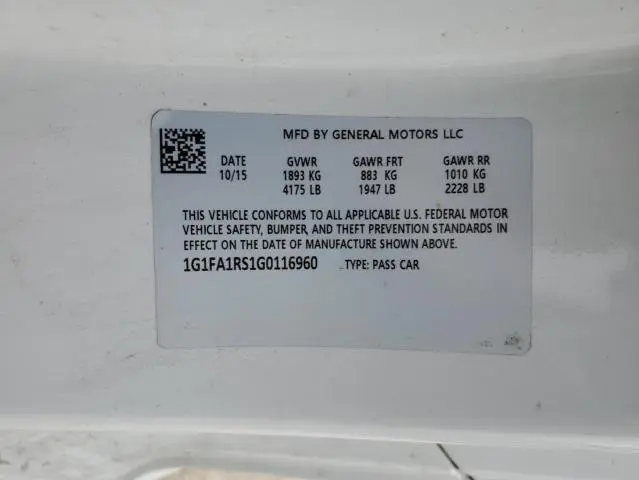 MFD BY GENERAL MOTORS LLC
DATE GVWR GAWR FRT GAWR RR
10/15 1893 KG 883 KG 1010 KG
4175 LB 1947 LB 2228 LB
THIS VEHICLE CONFORMS TO ALL APPLICABLE U.S. FEDERAL MOTOR
VEHICLE SAFETY, BUMPER, AND THEFT PREVENTION STANDARDS IN
EFFECT ON THE DATE OF MANUFACTURE SHOWN ABOVE.
1G1FA1RS1G0116960 TYPE: PASS CAR